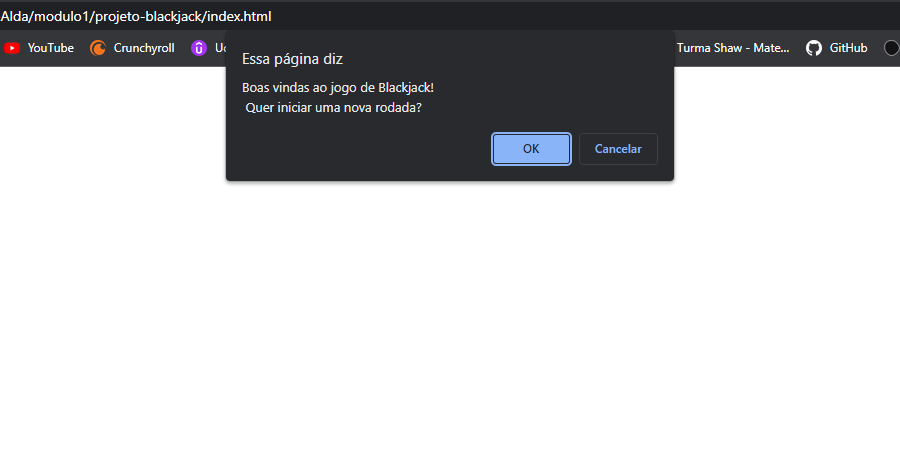 Alda/modulo1/projeto-blackjack/index.html
YouTube Crunchyroll Turma Shaw - Mate... GitHub
Essa página diz
Boas vindas ao jogo de Blackjack!
Quer iniciar uma nova rodada?
OK Cancelar